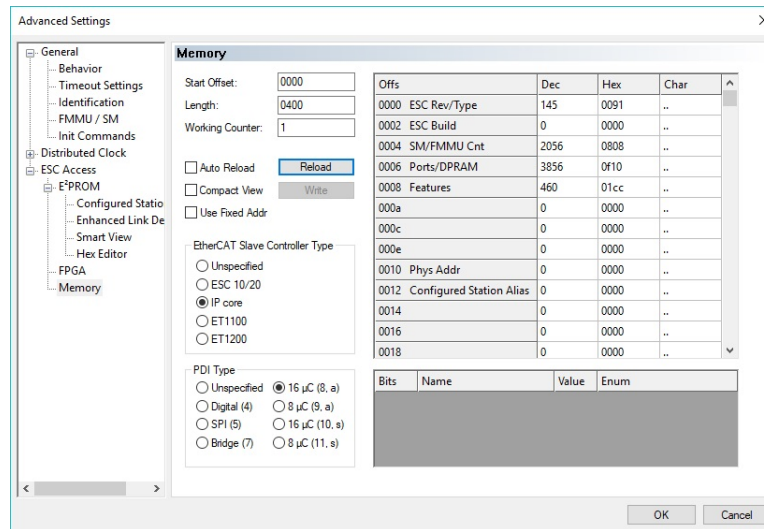 Advanced Settings
General
Behavior
Timeout Settings
Identification
FMMU / SM
Init Commands
Distributed Clock
ESC Access
E²PROM
Configured Statio
Enhanced Link De
Smart View
Hex Editor
FPGA
Memory
Memory
Start Offset: 0000
Length: 0400
Working Counter: 1
Auto Reload Reload
Compact View Write
Use Fixed Addr
EtherCAT Slave Controller Type
Unspecified
ESC 10/20
IP core
ET1100
ET1200
PDI Type
Unspecified 16 µC (8, a)
Digital (4) 8 µC (9, a)
SPI (5) 16 µC (10, s)
Bridge (7) 8 µC (11, s)
Offs Dec Hex Char
0000 ESC Rev/Type 145 0091 ..
0002 ESC Build 0 0000 ..
0004 SM/FMMU Cnt 2056 0808 ..
0006 Ports/DPRAM 3856 0f10 ..
0008 Features 460 01cc ..
000a 0 0000 ..
000c 0 0000 ..
000e 0 0000 ..
0010 Phys Addr 0 0000 ..
0012 Configured Station Alias 0 0000 ..
0014 0 0000 ..
0016 0 0000 ..
0018 0 0000 ..
Bits Name Value Enum
OK Cancel